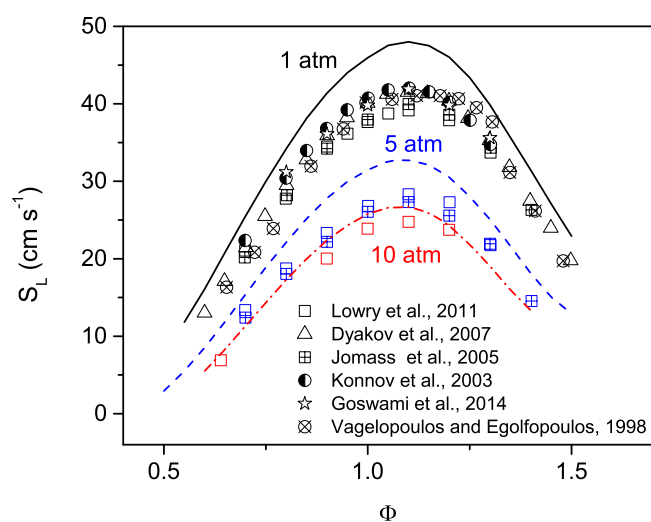 50
40
30
20
10
0
S_L (cm s⁻¹)
1 atm
5 atm
10 atm
Lowry et al., 2011
Dyakov et al., 2007
Jomass et al., 2005
Konnov et al., 2003
Goswami et al., 2014
Vagelopoulos and Egolfopoulos, 1998
0.5 1.0 1.5
Φ